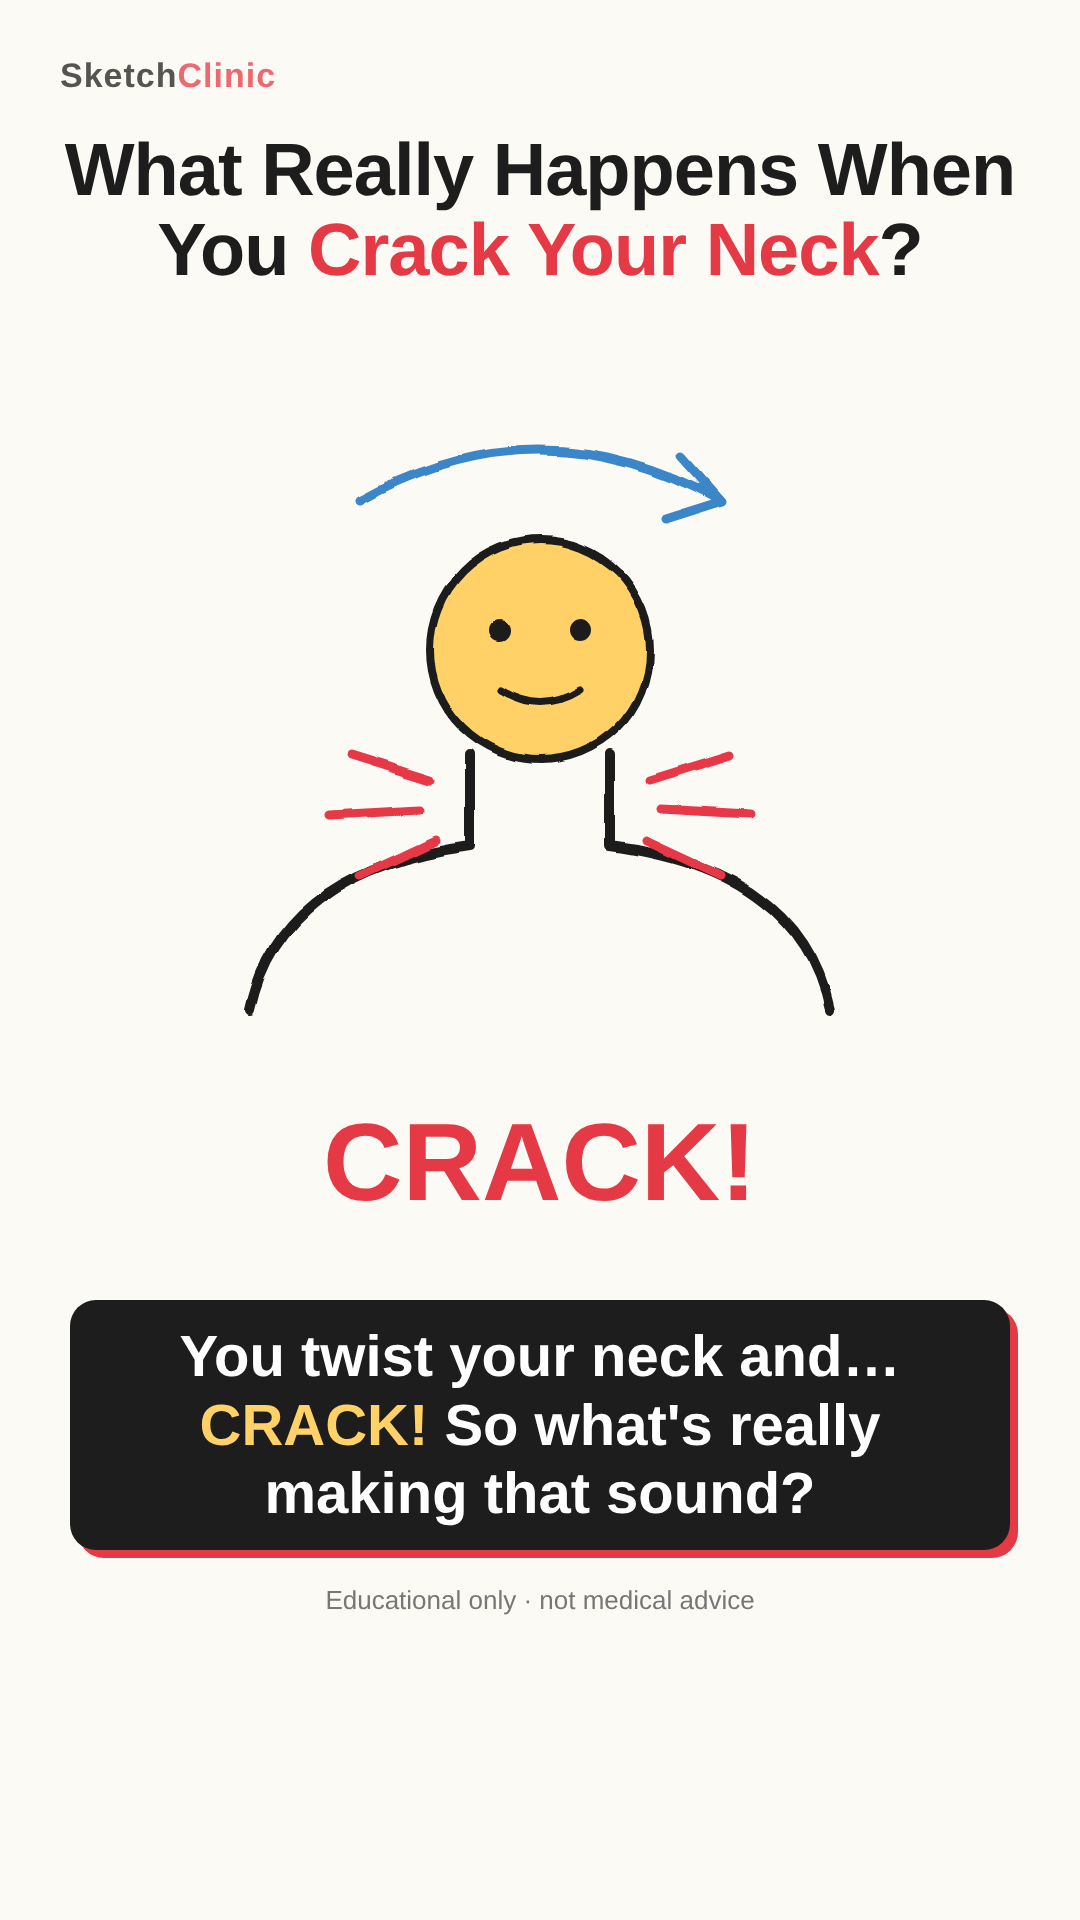 SketchClinic
What Really Happens When
You Crack Your Neck?
CRACK!
You twist your neck and…
CRACK! So what's really
making that sound?
Educational only · not medical advice